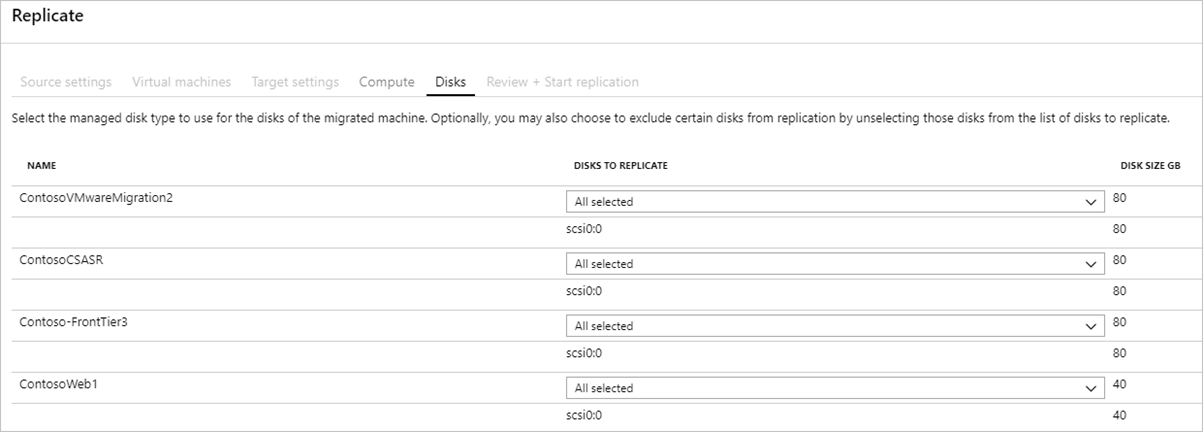 Replicate
Source settings Virtual machines Target settings Compute Disks Review + Start replication
Select the managed disk type to use for the disks of the migrated machine. Optionally, you may also choose to exclude certain disks from replication by unselecting those disks from the list of disks to replicate.
NAME DISKS TO REPLICATE DISK SIZE GB
ContosoVMwareMigration2 All selected 80
scsi0:0 80
ContosoCSASR All selected 80
scsi0:0 80
Contoso-FrontTier3 All selected 80
scsi0:0 80
ContosoWeb1 All selected 40
scsi0:0 40